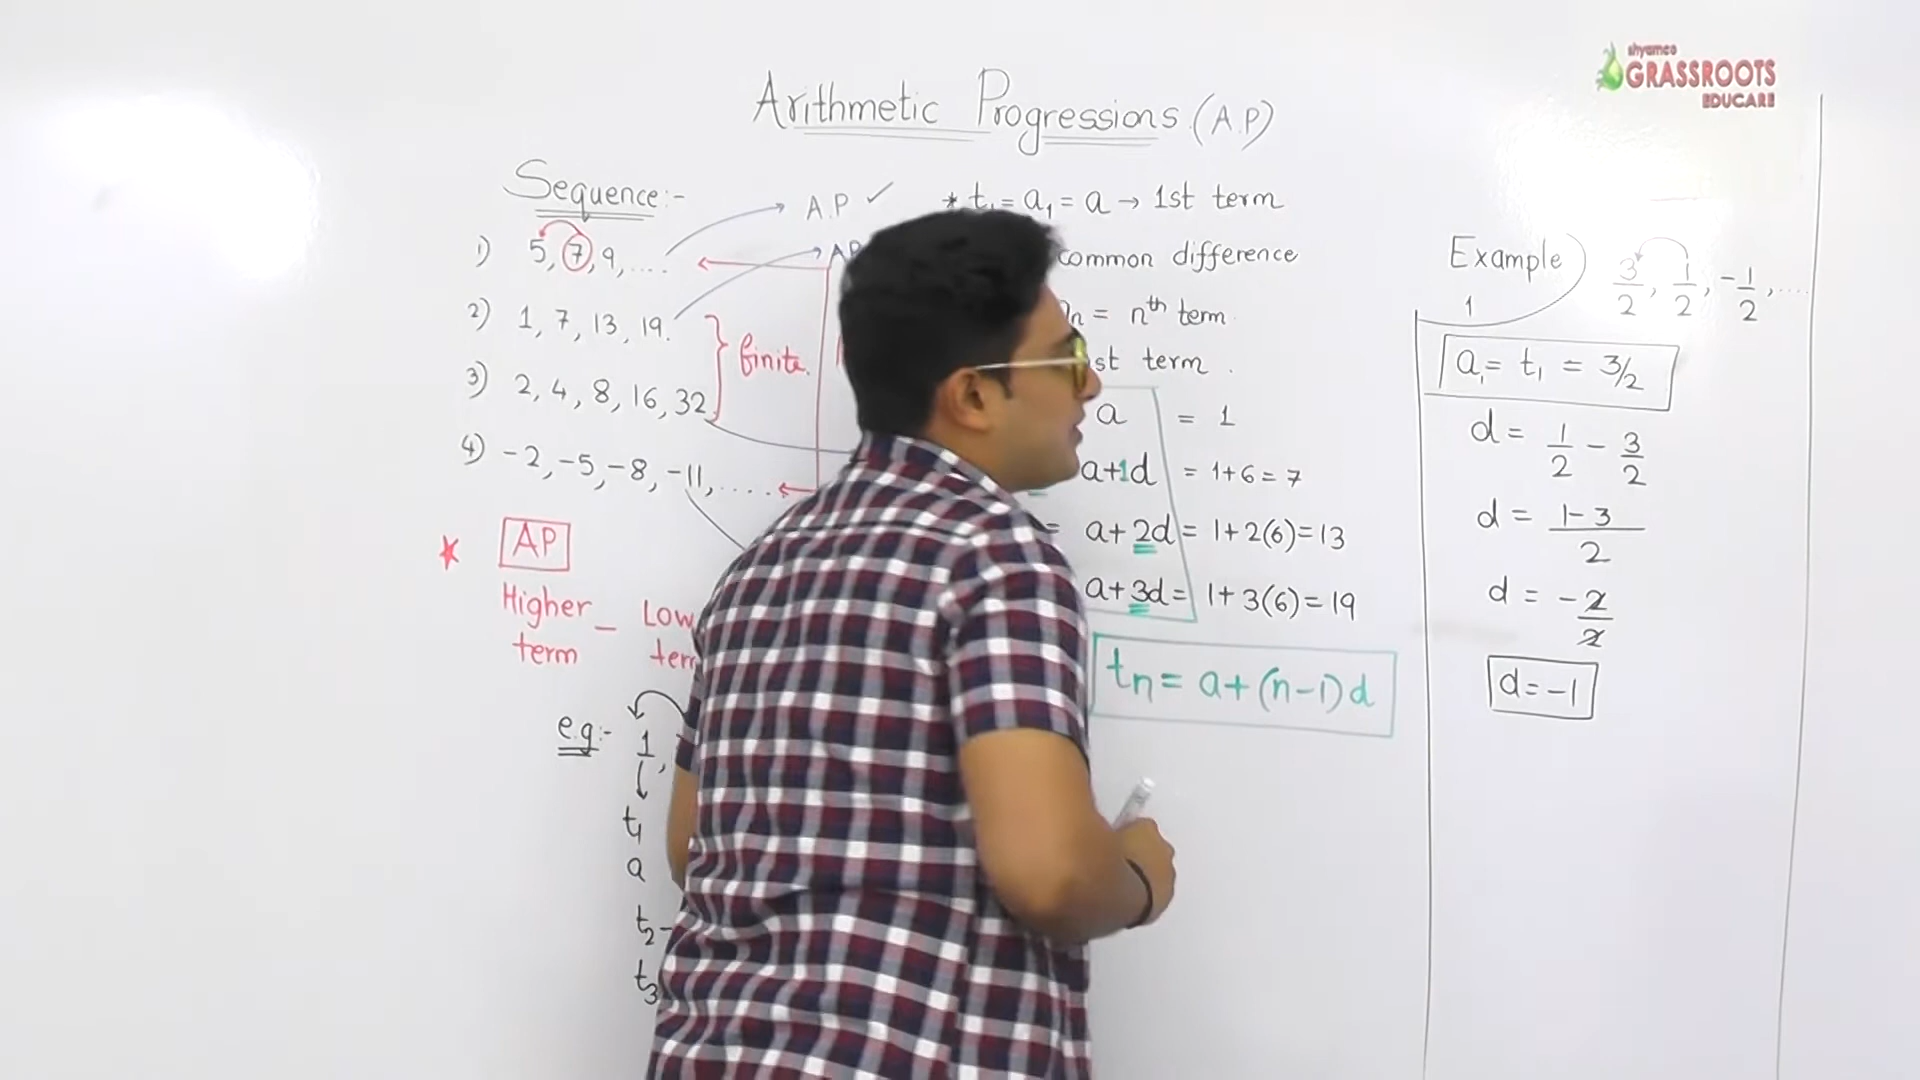 shyamea
GRASSROOTS
EDUCARE
Arithmetic Progressions (A.P)
Sequence:-
1) 5, 7, 9, ....
2) 1, 7, 13, 19.
3) 2, 4, 8, 16, 32
4) -2, -5, -8, -11, ....
finite.
A.P ✓
AP
* AP
Higher term - Low
e.g:- 1,
t₁
a
t₂
t₃
* = a₁ = a → 1st term
common difference
= nth term
term.
a = 1
a+1d = 1+6=7
= a+2d = 1+2(6)=13
a+3d = 1+3(6)=19
tn = a+(n-1)d
Example 1
3/2, 1/2, -1/2, ....
a₁ = t₁ = 3/2
d = 1/2 - 3/2
d = 1-3/2
d = -2/2
d = -1